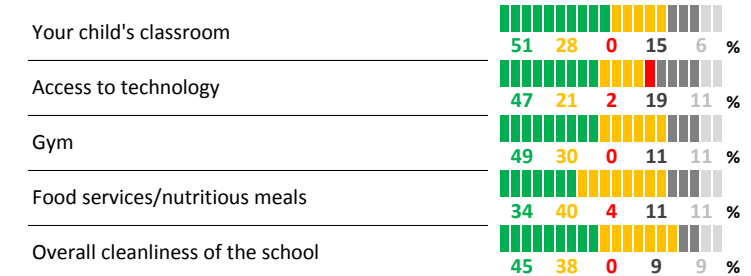 Your child's classroom
51 28 0 15 6 %
Access to technology
47 21 2 19 11 %
Gym
49 30 0 11 11 %
Food services/nutritious meals
34 40 4 11 11 %
Overall cleanliness of the school
45 38 0 9 9 %